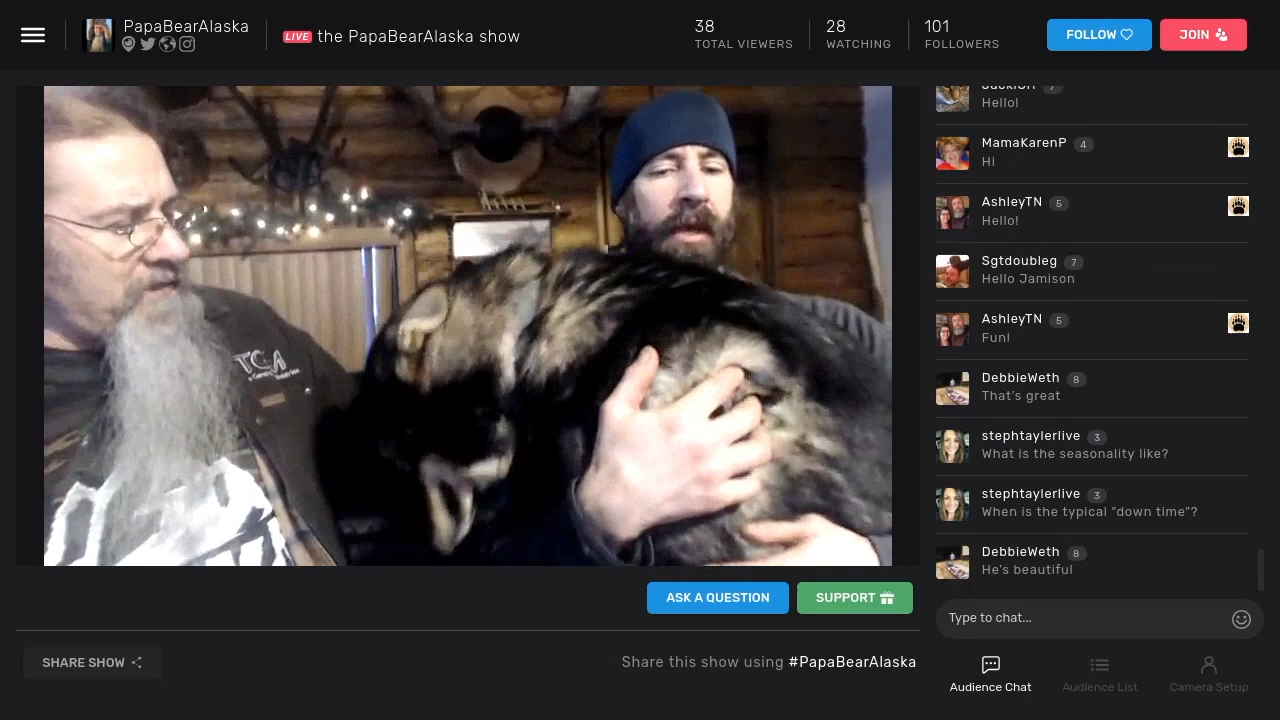 PapaBearAlaska
LIVE the PapaBearAlaska show
38
TOTAL VIEWERS
28
WATCHING
101
FOLLOWERS
FOLLOW
JOIN
TCA
7
Hello!
MamaKarenP 4
Hi
AshleyTN 5
Hello!
Sgtdoubleg 7
Hello Jamison
AshleyTN 5
Fun!
DebbieWeth 8
That's great
stephtaylerlive 3
What is the seasonality like?
stephtaylerlive 3
When is the typical "down time"?
DebbieWeth 8
He's beautiful
ASK A QUESTION
SUPPORT
Type to chat...
SHARE SHOW
Share this show using #PapaBearAlaska
Audience Chat
Audience List
Camera Setup